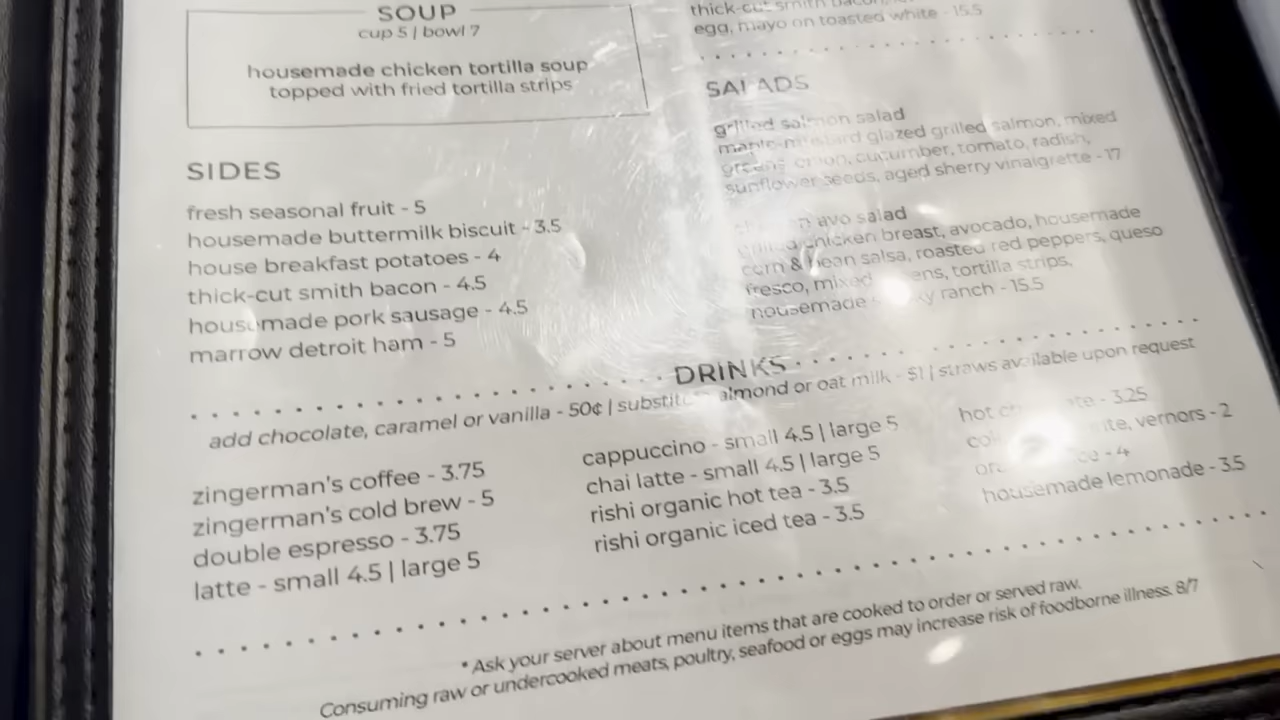 SOUP
cup 5 | bowl 7
housemade chicken tortilla soup
topped with fried tortilla strips
SIDES
fresh seasonal fruit - 5
housemade buttermilk biscuit - 3.5
house breakfast potatoes - 4
thick-cut smith bacon - 4.5
housemade pork sausage - 4.5
marrow detroit ham - 5
thick-cut smith bacon,
egg, mayo on toasted white - 15.5
SALADS
grilled salmon salad
maple-mustard glazed grilled salmon, mixed
greens, onion, cucumber, tomato, radish,
sunflower seeds, aged sherry vinaigrette - 17
avo salad
grilled chicken breast, avocado, housemade
corn & bean salsa, roasted red peppers, queso
fresco, mixed tortilla strips,
housemade ranch - 15.5
DRINKS
add chocolate, caramel or vanilla - 50¢ | substitute almond or oat milk - $1 | straws available upon request
zingerman's coffee - 3.75
zingerman's cold brew - 5
double espresso - 3.75
latte - small 4.5 | large 5
cappuccino - small 4.5 | large 5
chai latte - small 4.5 | large 5
rishi organic hot tea - 3.5
rishi organic iced tea - 3.5
hot - 3.25
vernors - 2
- 4
housemade lemonade - 3.5
* Ask your server about menu items that are cooked to order or served raw.
Consuming raw or undercooked meats, poultry, seafood or eggs may increase risk of foodborne illness. 8/7